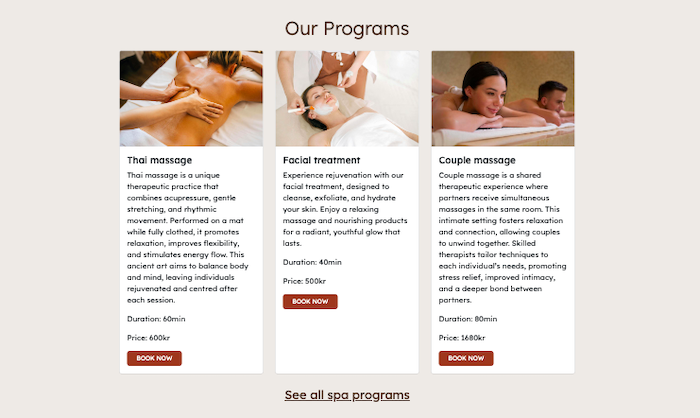 Our Programs
Thai massage
Thai massage is a unique
therapeutic practice that
combines acupressure, gentle
stretching, and rhythmic
movement. Performed on a mat
while fully clothed, it promotes
relaxation, improves flexibility,
and stimulates energy flow. This
ancient art aims to balance body
and mind, leaving individuals
rejuvenated and centred after
each session.
Duration: 60min
Price: 600kr
BOOK NOW
Facial treatment
Experience rejuvenation with our
facial treatment, designed to
cleanse, exfoliate, and hydrate
your skin. Enjoy a relaxing
massage and nourishing products
for a radiant, youthful glow that
lasts.
Duration: 40min
Price: 500kr
BOOK NOW
Couple massage
Couple massage is a shared
therapeutic experience where
partners receive simultaneous
massages in the same room. This
intimate setting fosters relaxation
and connection, allowing couples
to unwind together. Skilled
therapists tailor techniques to
each individual's needs, promoting
stress relief, improved intimacy,
and a deeper bond between
partners.
Duration: 80min
Price: 1680kr
BOOK NOW
See all spa programs